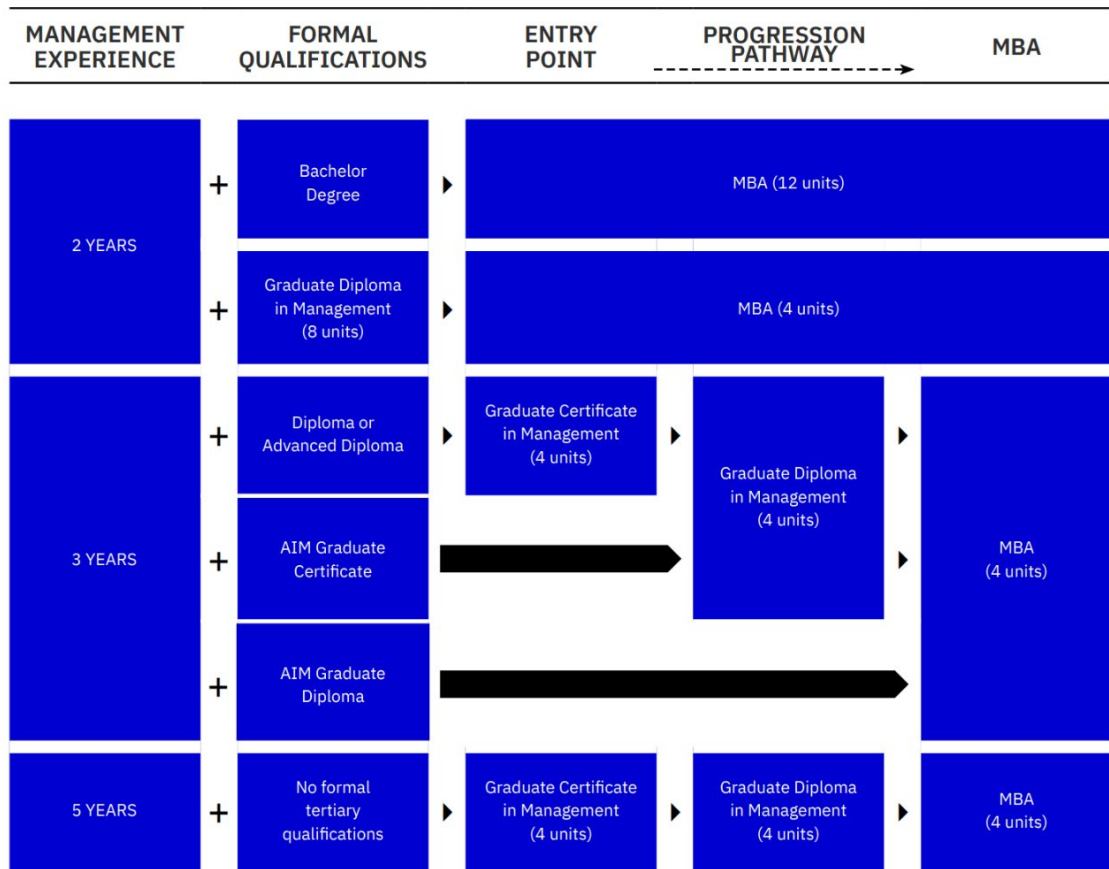 MANAGEMENT
EXPERIENCE
FORMAL
QUALIFICATIONS
ENTRY
POINT
PROGRESSION
PATHWAY
MBA
2 YEARS
+
Bachelor
Degree
MBA (12 units)
+
Graduate Diploma
in Management
(8 units)
MBA (4 units)
3 YEARS
+
Diploma or
Advanced Diploma
Graduate Certificate
in Management
(4 units)
Graduate Diploma
in Management
(4 units)
MBA
(4 units)
+
AIM Graduate
Certificate
+
AIM Graduate
Diploma
5 YEARS
+
No formal
tertiary
qualifications
Graduate Certificate
in Management
(4 units)
Graduate Diploma
in Management
(4 units)
MBA
(4 units)